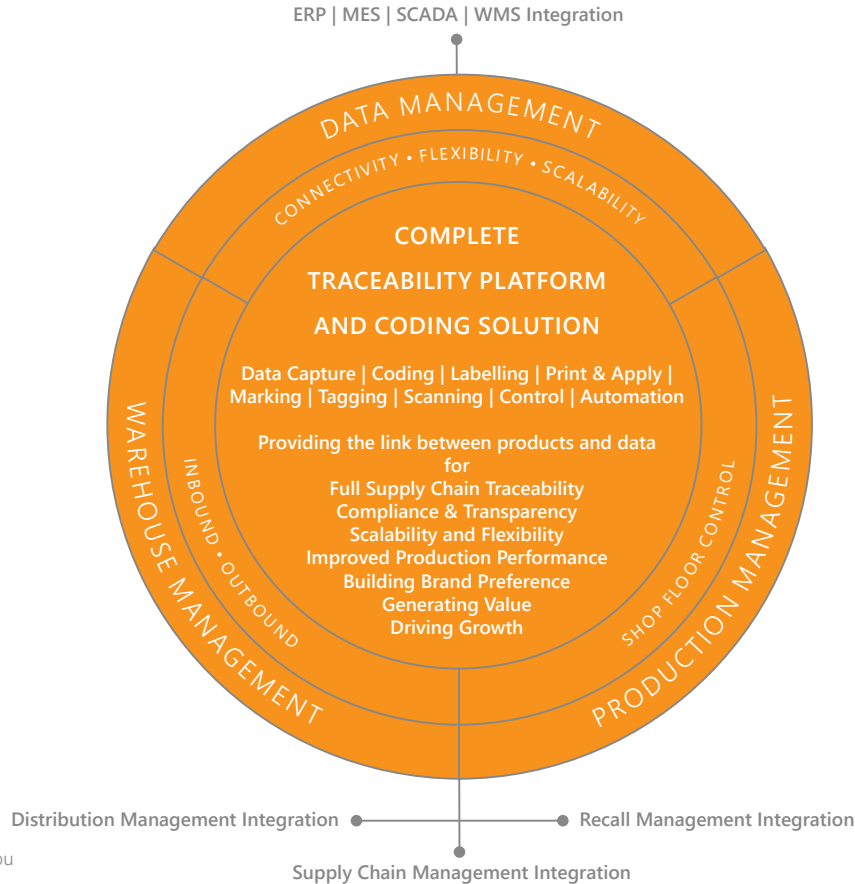 ERP | MES | SCADA | WMS Integration
DATA MANAGEMENT
CONNECTIVITY • FLEXIBILITY • SCALABILITY
COMPLETE
TRACEABILITY PLATFORM
AND CODING SOLUTION
Data Capture | Coding | Labelling | Print & Apply |
Marking | Tagging | Scanning | Control | Automation
Providing the link between products and data
for
Full Supply Chain Traceability
Compliance & Transparency
Scalability and Flexibility
Improved Production Performance
Building Brand Preference
Generating Value
Driving Growth
WAREHOUSE MANAGEMENT
INBOUND • OUTBOUND
SHOP FLOOR CONTROL
PRODUCTION MANAGEMENT
Distribution Management Integration
Recall Management Integration
Supply Chain Management Integration